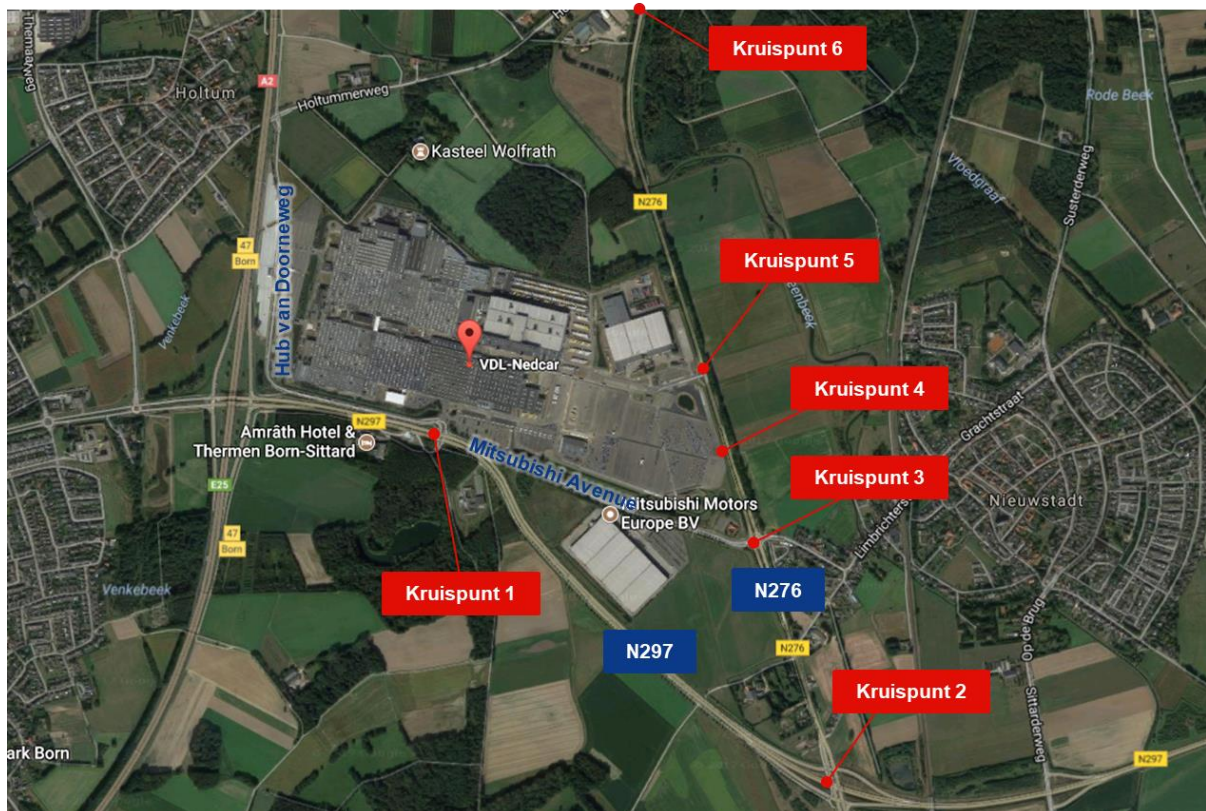 Kruispunt 6
Themaarweg
A2
Holtum
Holtummerweg
Rode Beek
Kasteel Wolfrath
Vloedgraaf
Susterderweg
N276
47
Born
Hub van Doorneweg
Kruispunt 5
Venkebeek
VDL-Nedcar
Kruispunt 4
Grachtstraat
N297
Amrâth Hotel &
Thermen Born-Sittard
Mitsubishi Avenue
Kruispunt 3
E25
Mitsubishi Motors
Europe BV
Nieuwstadt
47
Born
Venkebeek
Kruispunt 1
N276
Op de Brug
N297
N276
Kruispunt 2
Sittarderweg
ark Born
N297